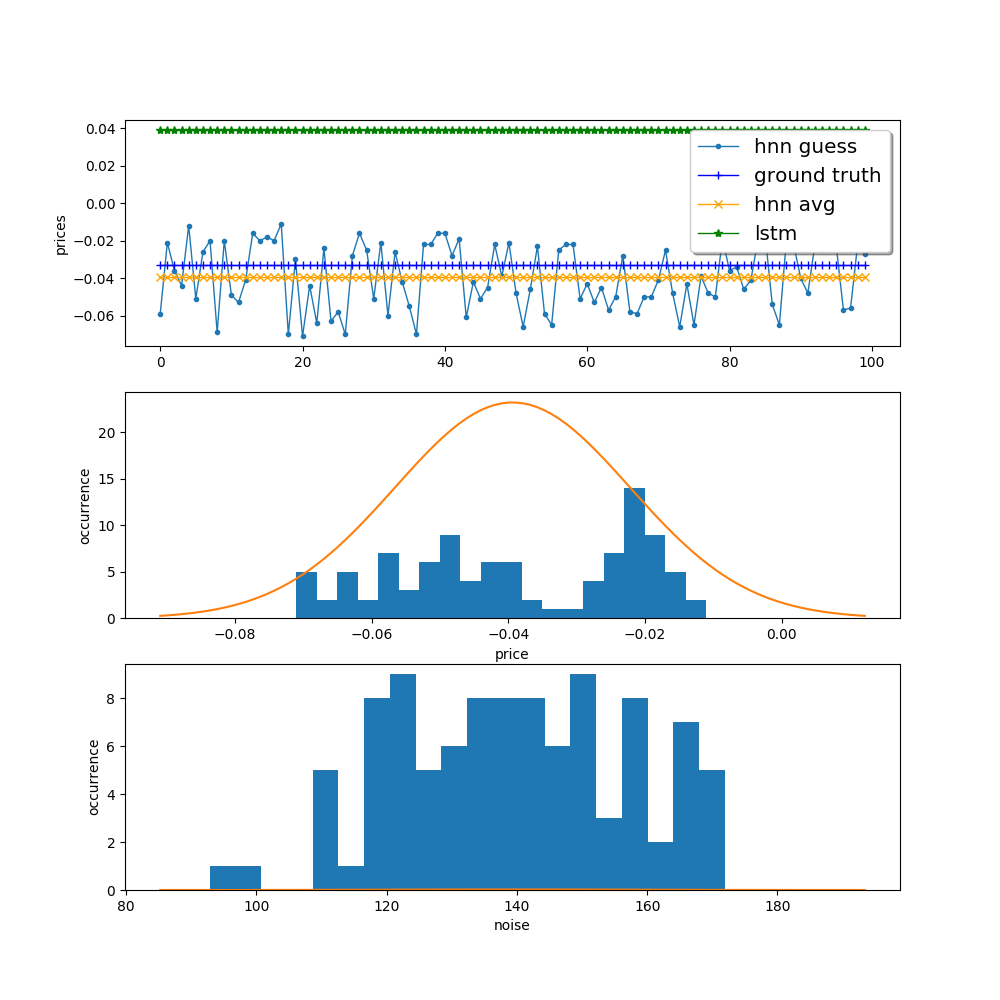 0.04
0.02
0.00
−0.02
−0.04
−0.06
prices
hnn guess
ground truth
hnn avg
lstm
0 20 40 60 80 100
20
15
10
5
0
occurrence
−0.08 −0.06 −0.04 −0.02 0.00
price
8
6
4
2
0
occurrence
80 100 120 140 160 180
noise